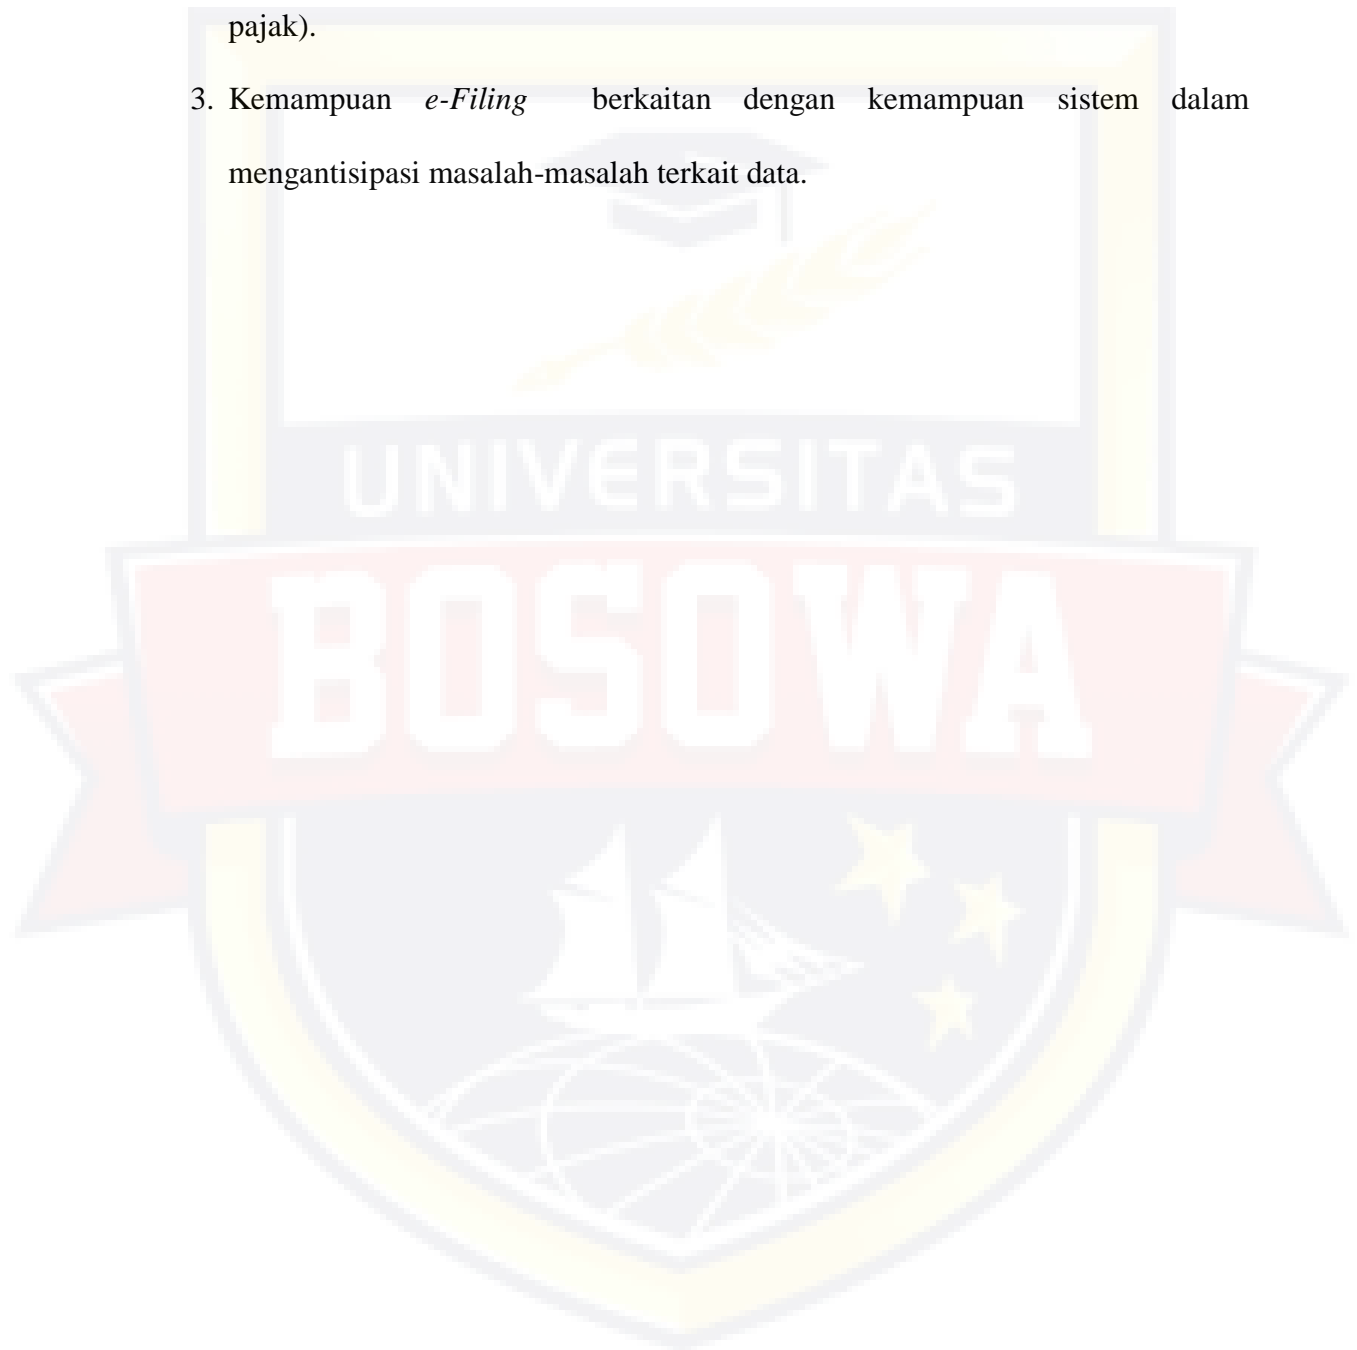 pajak).
3. Kemampuan e-Filing berkaitan dengan kemampuan sistem dalam
mengantisipasi masalah-masalah terkait data.
UNIVERSITAS
BOSOWA